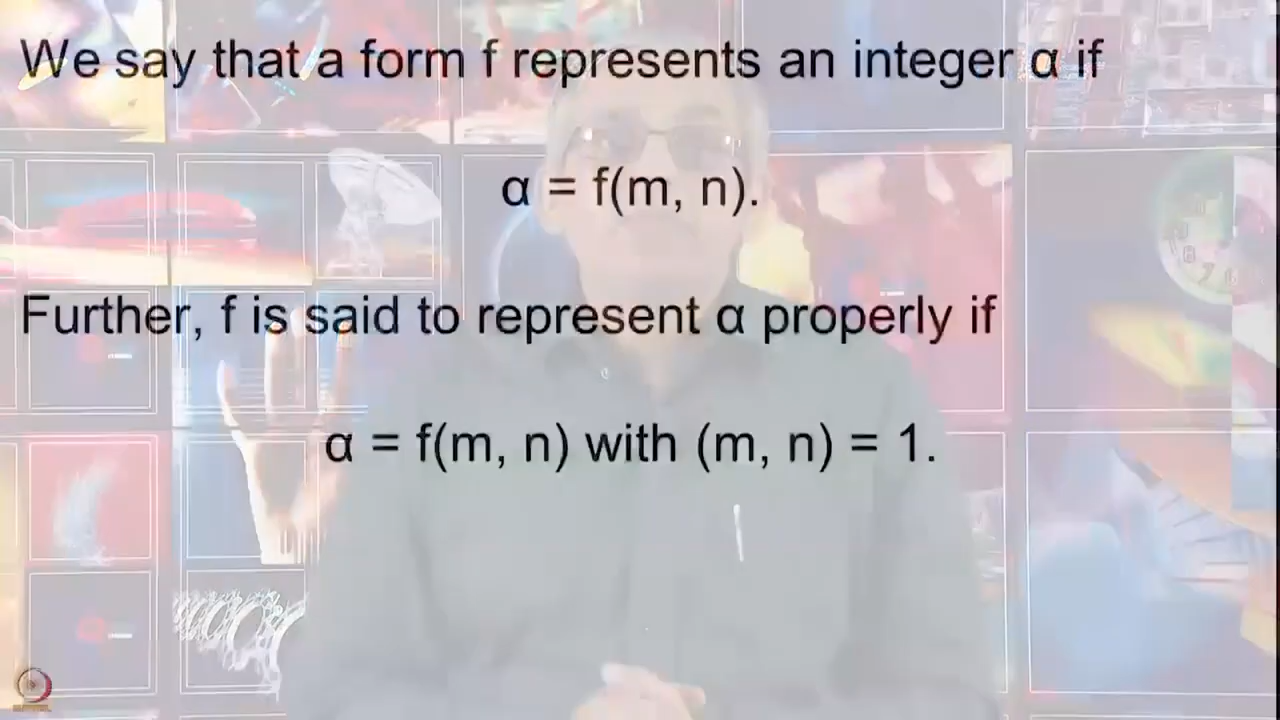 We say that a form f represents an integer α if
α = f(m, n).
Further, f is said to represent α properly if
α = f(m, n) with (m, n) = 1.